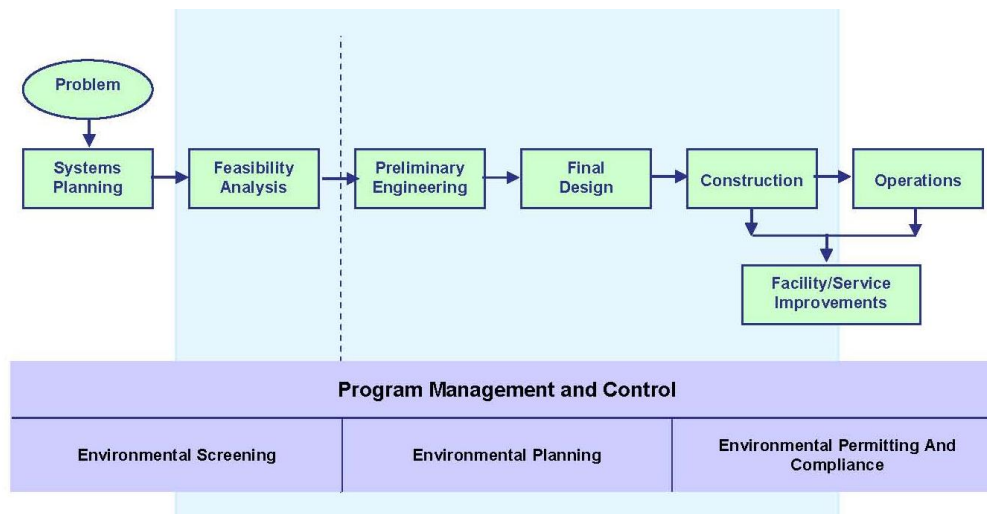 Problem
Systems
Planning
Feasibility
Analysis
Preliminary
Engineering
Final
Design
Construction
Operations
Facility/Service
Improvements
Program Management and Control
Environmental Screening
Environmental Planning
Environmental Permitting And
Compliance